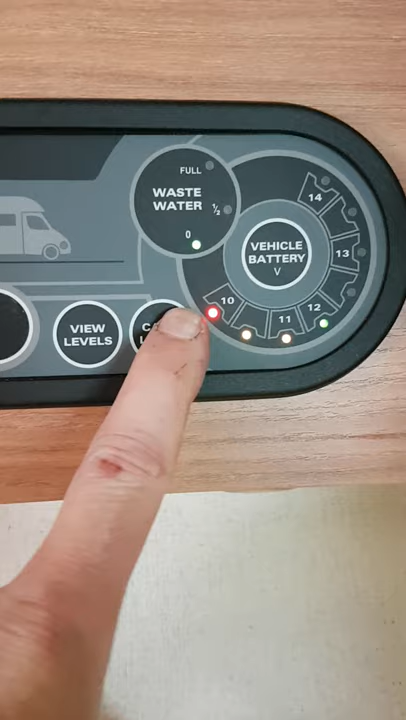 FULL
WASTE
WATER
½
0
14
13
12
11
10
VEHICLE
BATTERY
V
VIEW
LEVELS